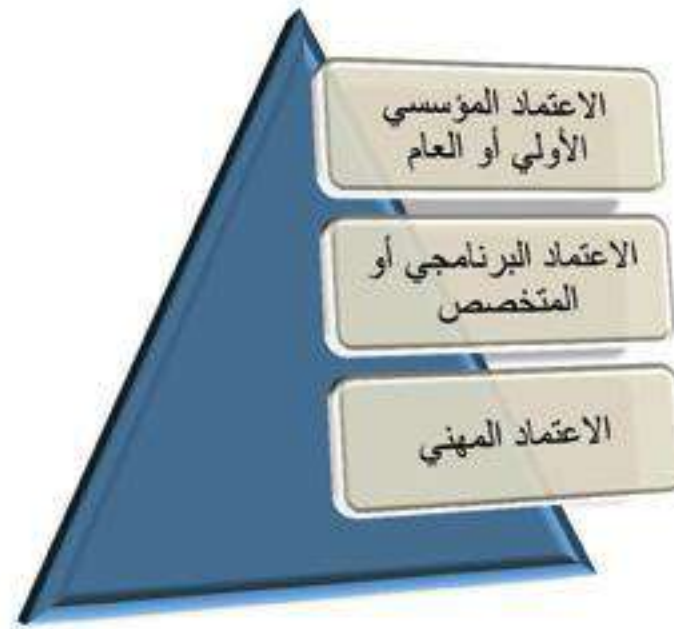 الاعتماد المؤسسي
الأولي أو العام
الاعتماد البرنامجي أو
المتخصص
الاعتماد المهني